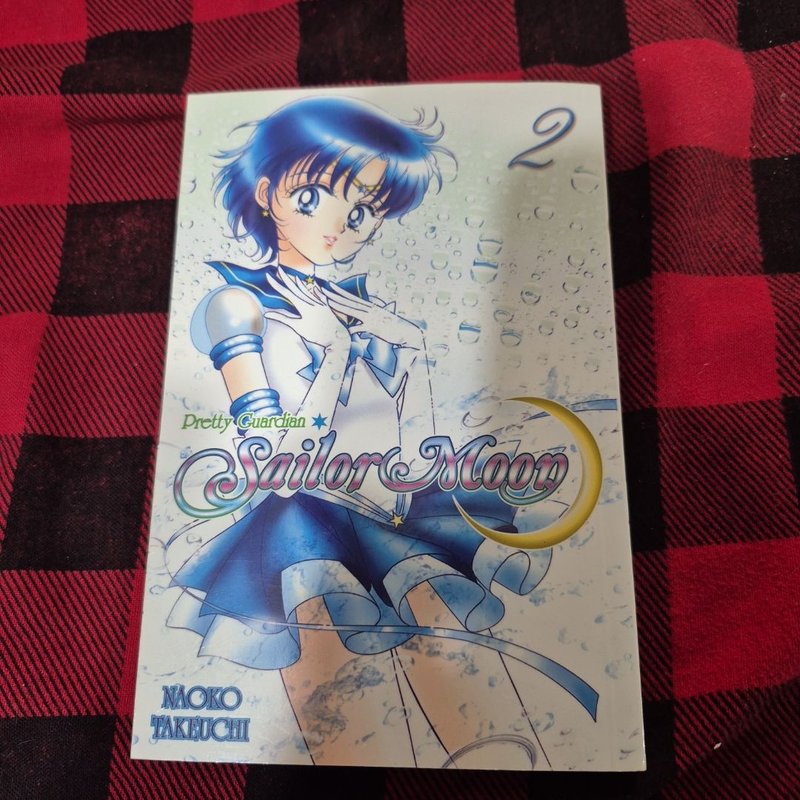 2
Pretty Guardian
Sailor Moon
NAOKO
TAKEUCHI